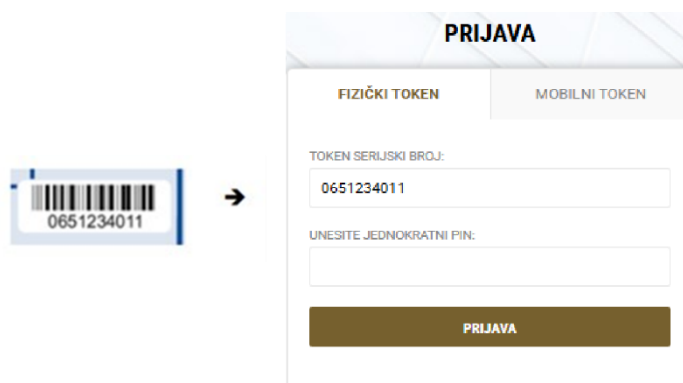 0651234011
PRIJAVA
FIZIČKI TOKEN
MOBILNI TOKEN
TOKEN SERIJSKI BROJ:
0651234011
UNESITE JEDNOKRATNI PIN:
PRIJAVA